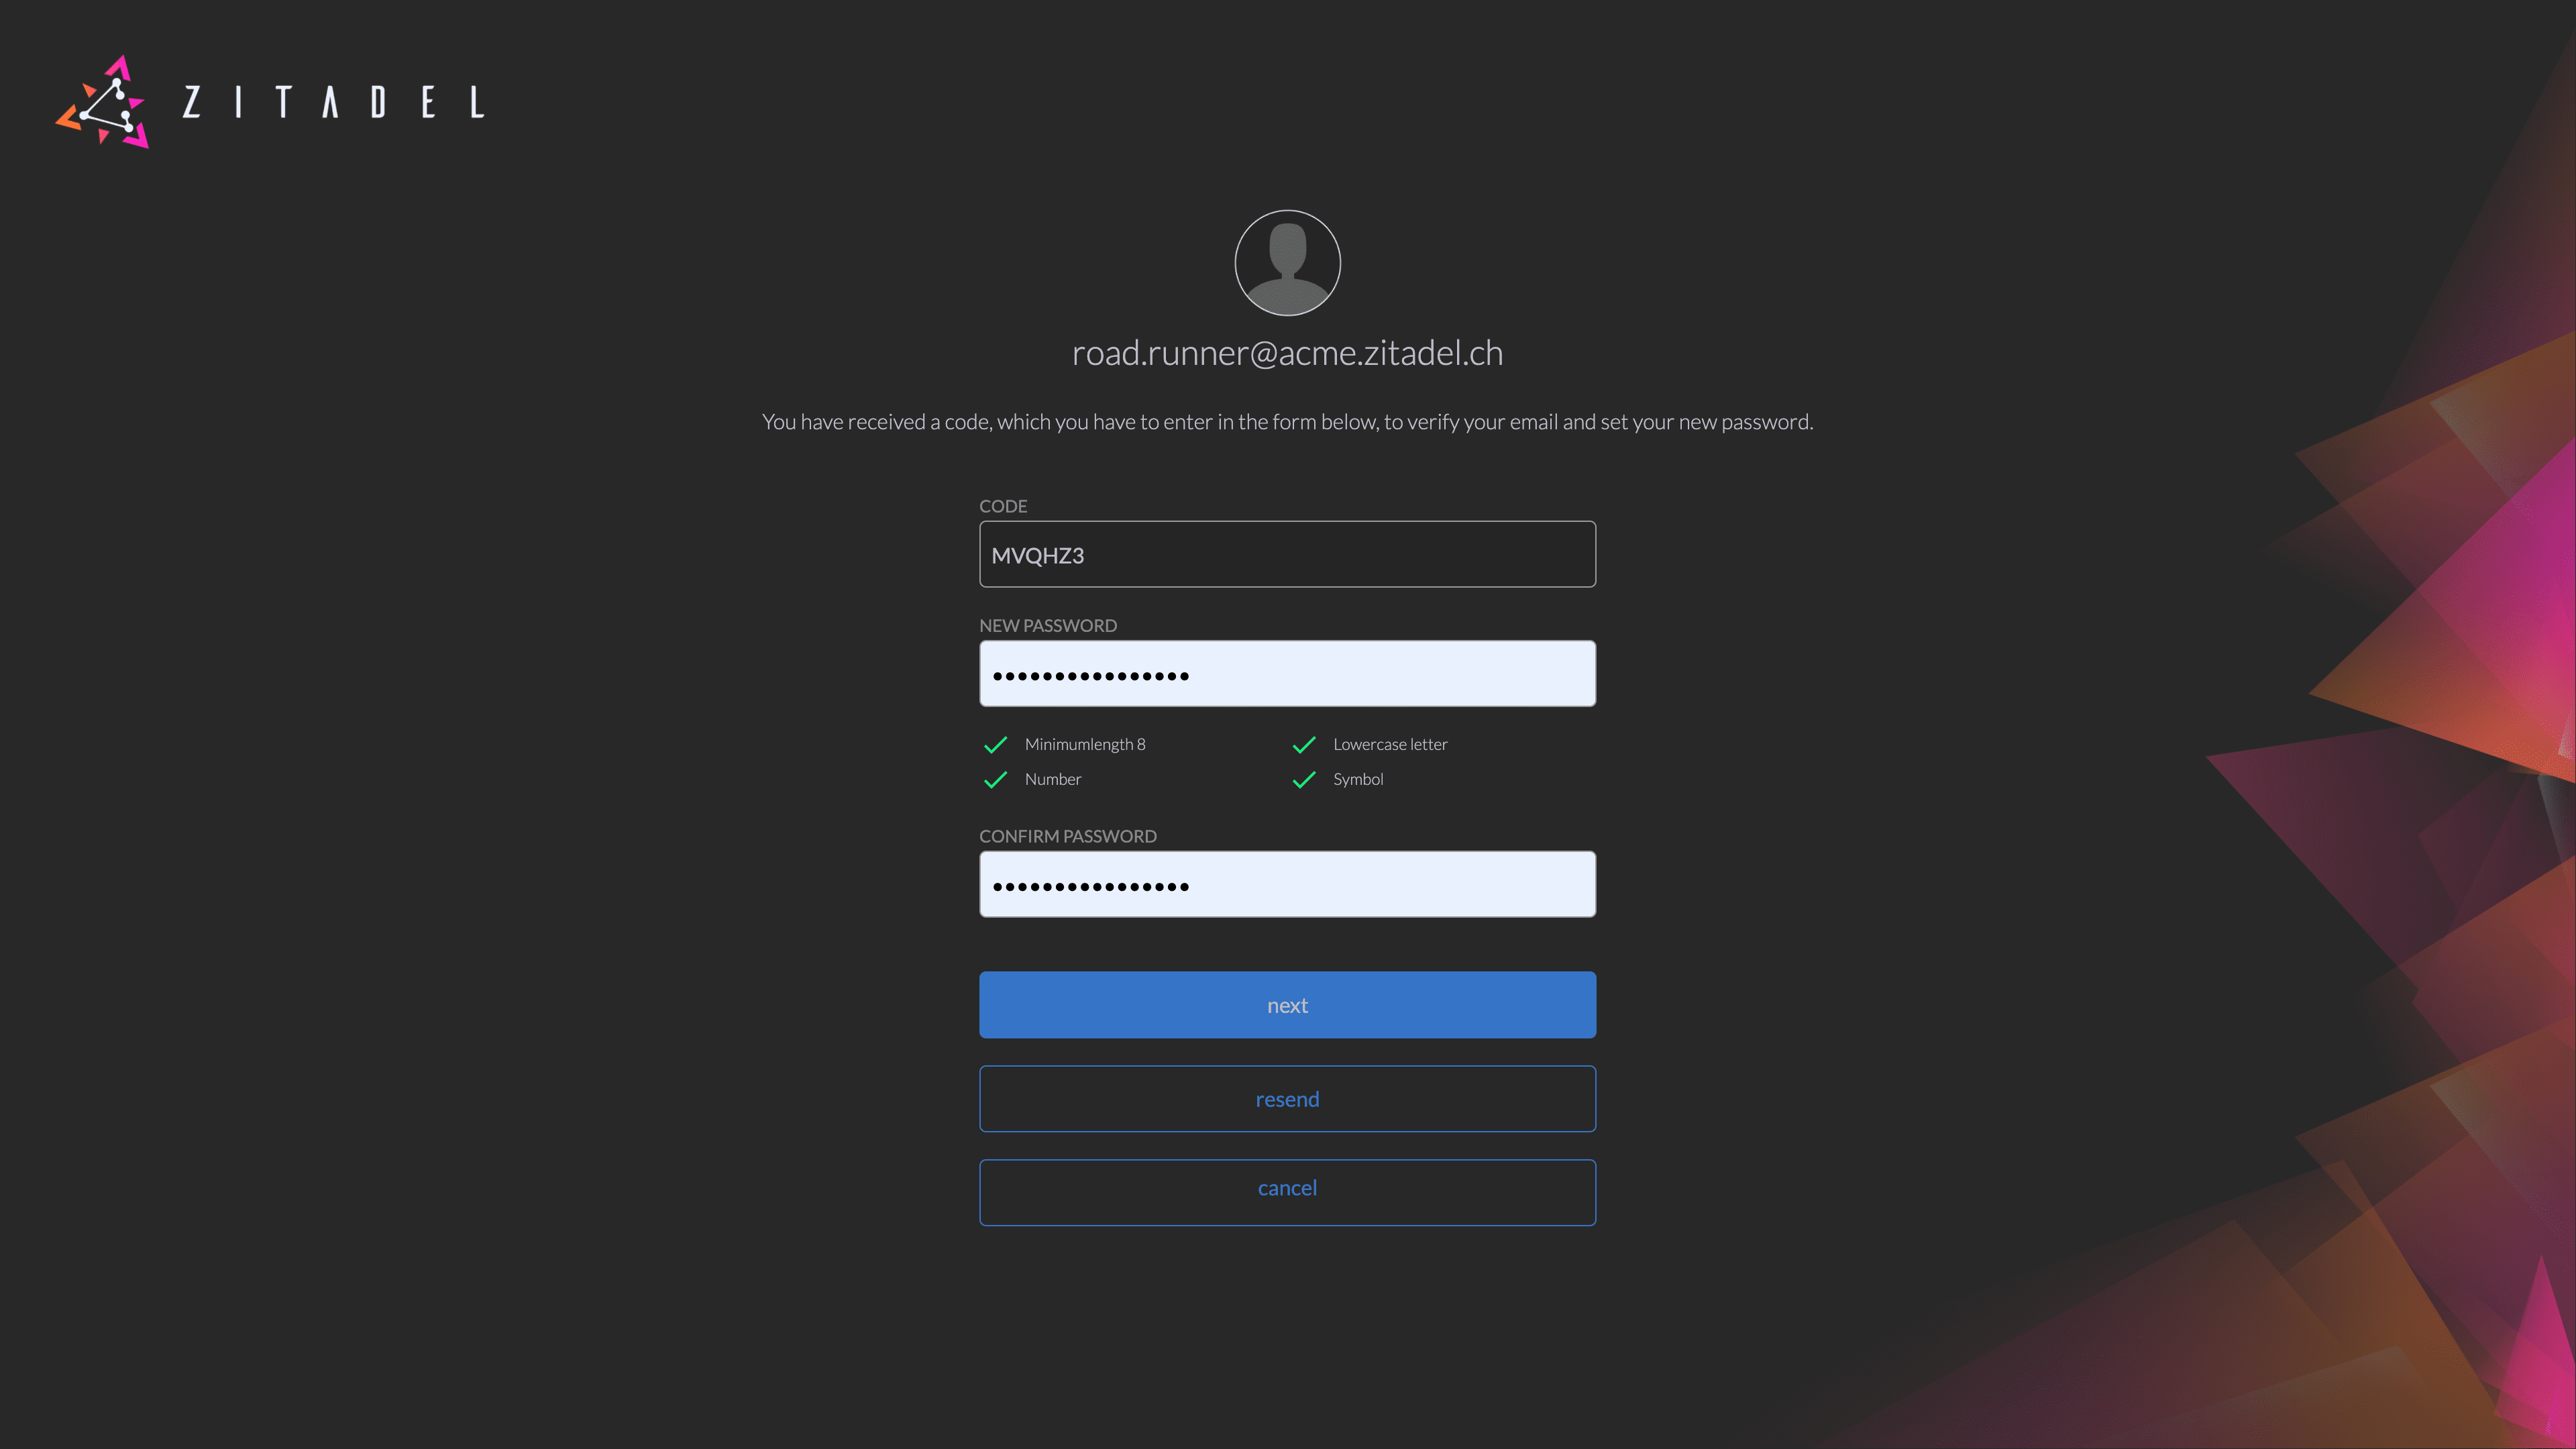 ZITADEL
road.runner@acme.zitadel.ch
You have received a code, which you have to enter in the form below, to verify your email and set your new password.
CODE
MVQHZ3
NEW PASSWORD
••••••••••••••••
Minimumlength 8
Lowercase letter
Number
Symbol
CONFIRM PASSWORD
••••••••••••••••
next
resend
cancel